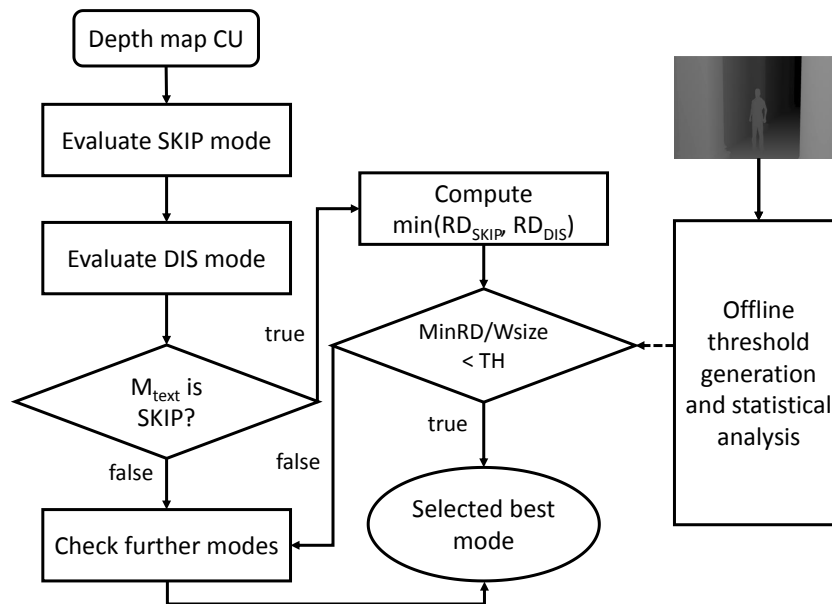 Depth map CU
Evaluate SKIP mode
Evaluate DIS mode
true
M_text is
SKIP?
false
Check further modes
Compute
min(RD_SKIP, RD_DIS)
MinRD/Wsize
< TH
true
false
Selected best
mode
Offline
threshold
generation
and statistical
analysis